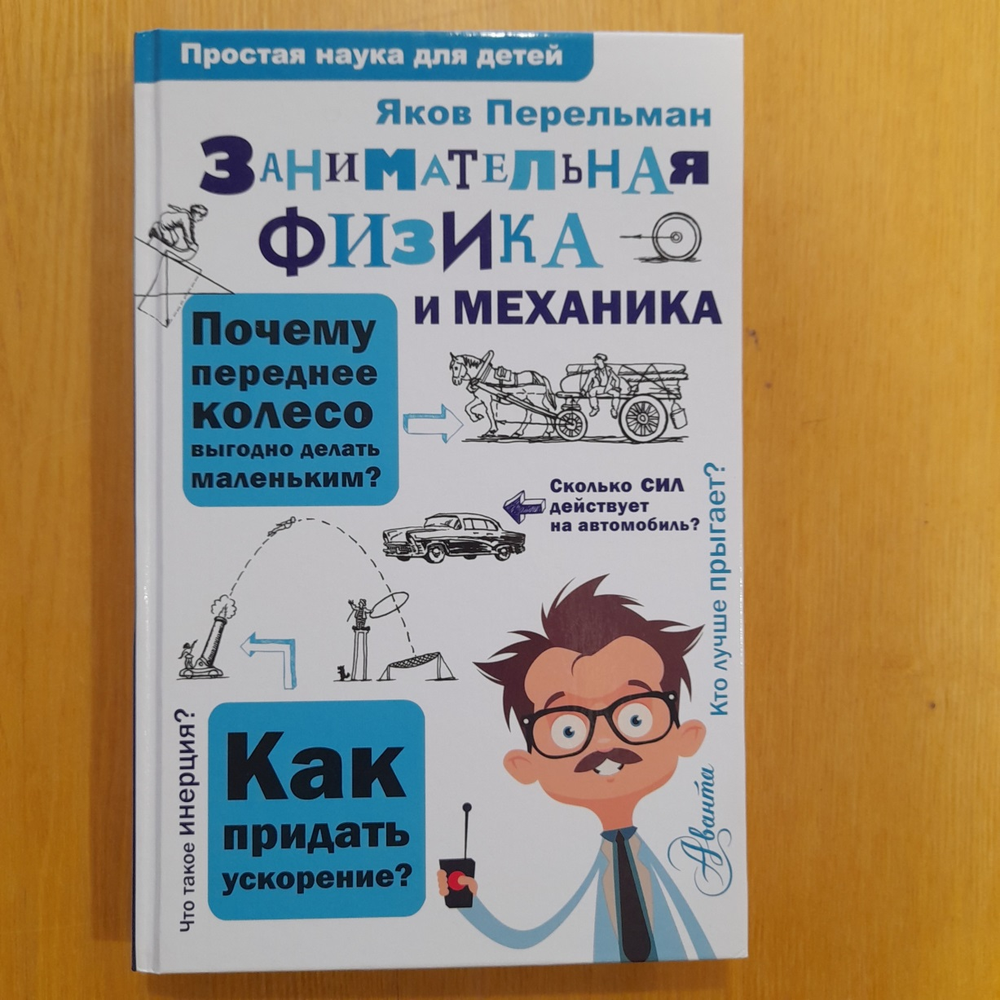 Простая наука для детей
Яков Перельман
ЗАНИМАТЕЛЬНАЯ
ФИЗИКА
и МЕХАНИКА
Почему
переднее
колесо
выгодно делать
маленьким?
Сколько СИЛ
действует
на автомобиль?
Кто лучше прыгает?
Что такое ИНЕРЦИЯ?
Как
придать
ускорение?
Аванта